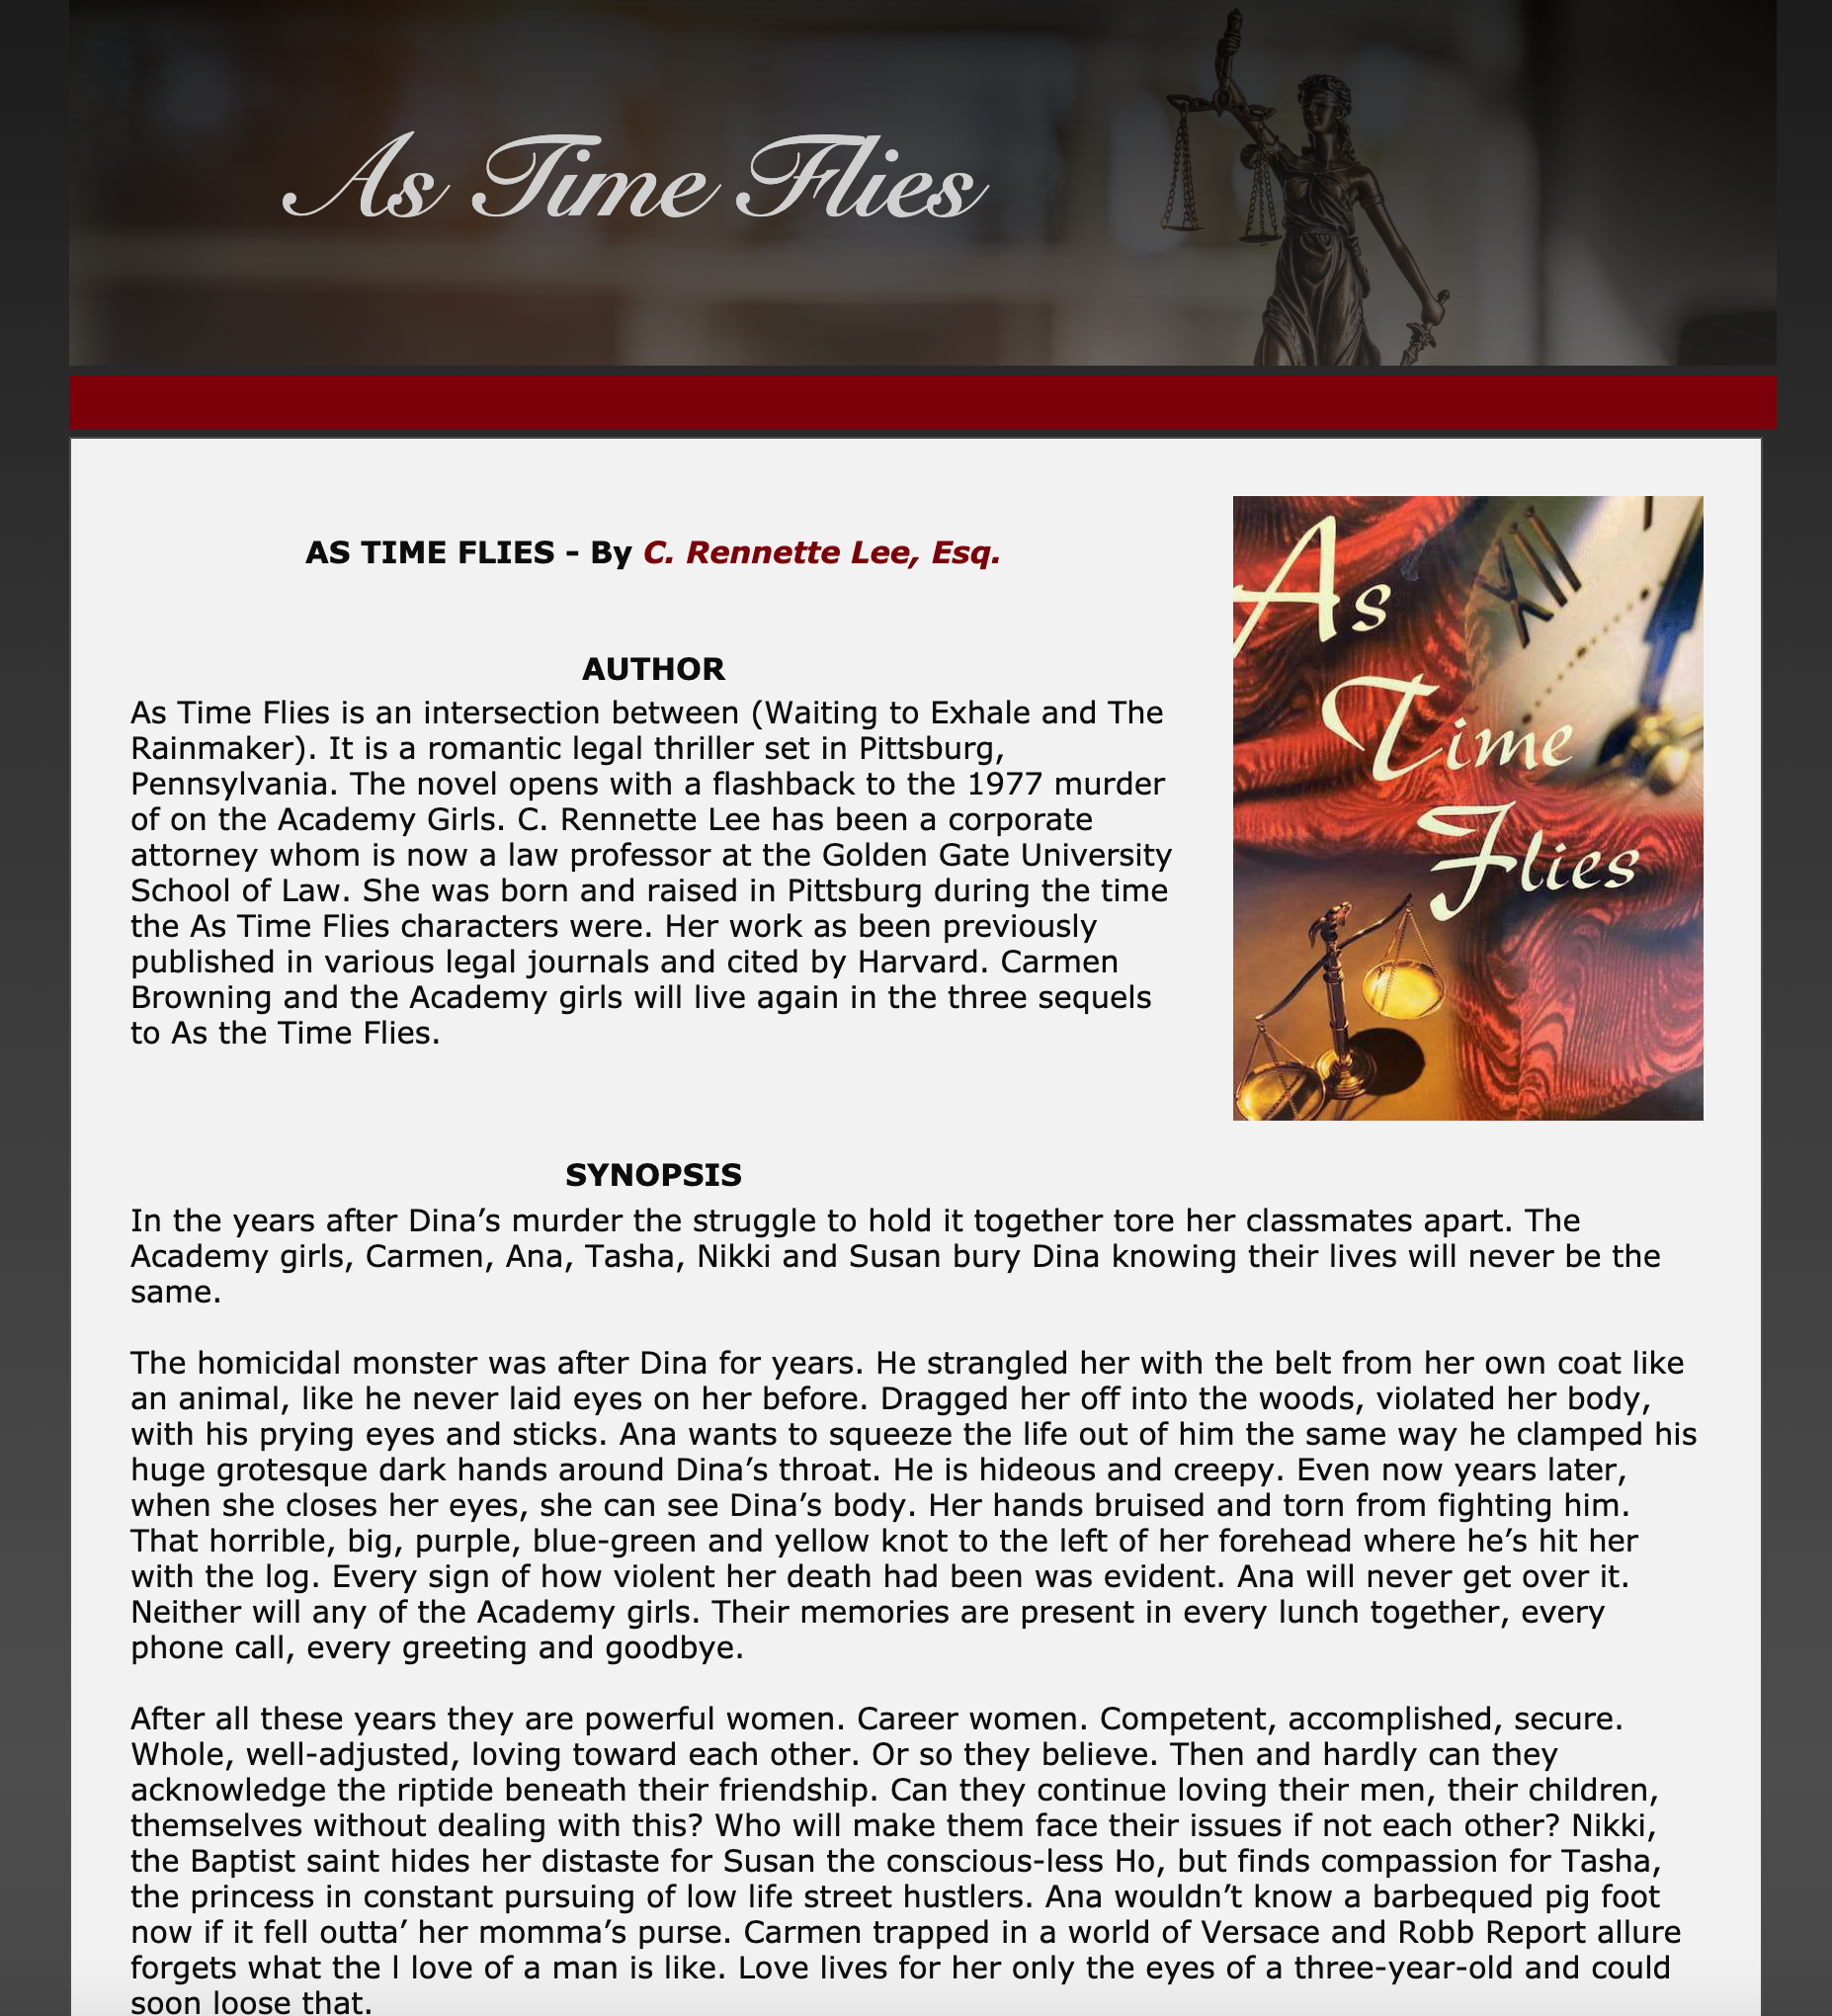 As Time Flies
AS TIME FLIES - By C. Rennette Lee, Esq.
AUTHOR
As Time Flies is an intersection between (Waiting to Exhale and The
Rainmaker). It is a romantic legal thriller set in Pittsburg,
Pennsylvania. The novel opens with a flashback to the 1977 murder
of on the Academy Girls. C. Rennette Lee has been a corporate
attorney whom is now a law professor at the Golden Gate University
School of Law. She was born and raised in Pittsburg during the time
the As Time Flies characters were. Her work as been previously
published in various legal journals and cited by Harvard. Carmen
Browning and the Academy girls will live again in the three sequels
to As the Time Flies.
As
XII
Time
Flies
SYNOPSIS
In the years after Dina’s murder the struggle to hold it together tore her classmates apart. The
Academy girls, Carmen, Ana, Tasha, Nikki and Susan bury Dina knowing their lives will never be the
same.
The homicidal monster was after Dina for years. He strangled her with the belt from her own coat like
an animal, like he never laid eyes on her before. Dragged her off into the woods, violated her body,
with his prying eyes and sticks. Ana wants to squeeze the life out of him the same way he clamped his
huge grotesque dark hands around Dina’s throat. He is hideous and creepy. Even now years later,
when she closes her eyes, she can see Dina’s body. Her hands bruised and torn from fighting him.
That horrible, big, purple, blue-green and yellow knot to the left of her forehead where he’s hit her
with the log. Every sign of how violent her death had been was evident. Ana will never get over it.
Neither will any of the Academy girls. Their memories are present in every lunch together, every
phone call, every greeting and goodbye.
After all these years they are powerful women. Career women. Competent, accomplished, secure.
Whole, well-adjusted, loving toward each other. Or so they believe. Then and hardly can they
acknowledge the riptide beneath their friendship. Can they continue loving their men, their children,
themselves without dealing with this? Who will make them face their issues if not each other? Nikki,
the Baptist saint hides her distaste for Susan the conscious-less Ho, but finds compassion for Tasha,
the princess in constant pursuing of low life street hustlers. Ana wouldn’t know a barbequed pig foot
now if it fell outta’ her momma’s purse. Carmen trapped in a world of Versace and Robb Report allure
forgets what the l love of a man is like. Love lives for her only the eyes of a three-year-old and could
soon loose that.